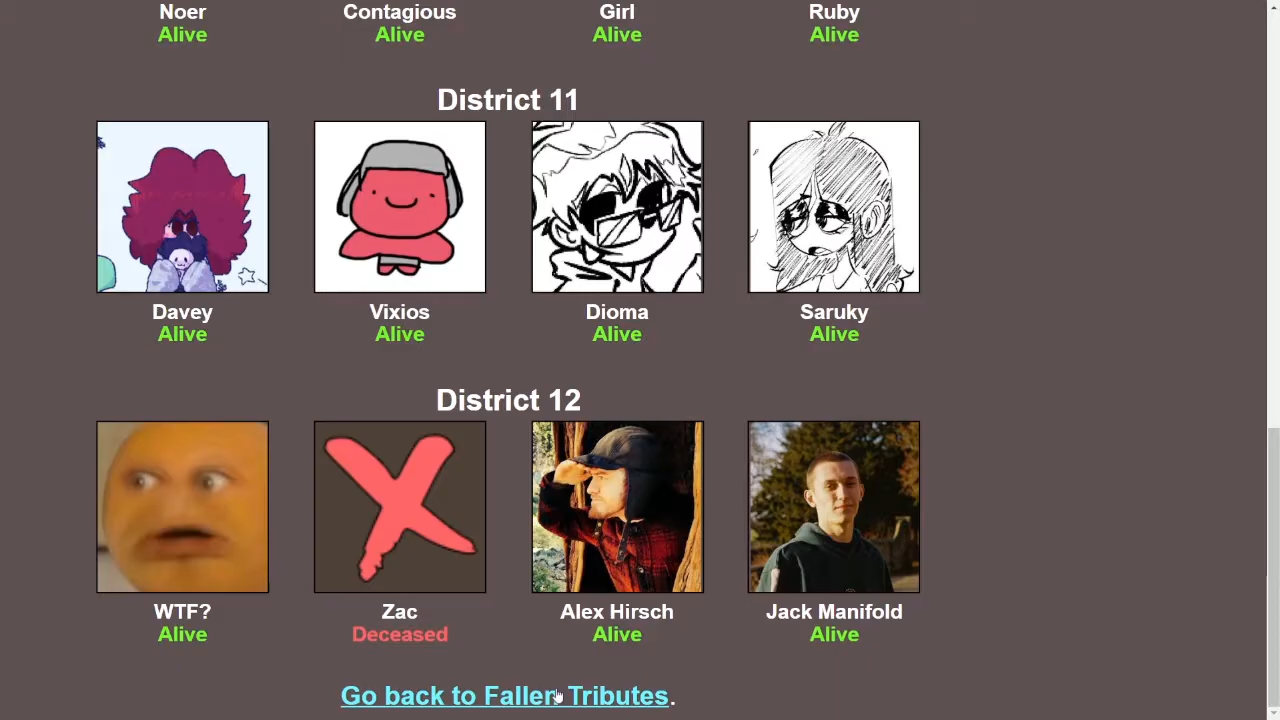 Noer Contagious Girl Ruby
Alive Alive Alive Alive
District 11
Davey Vixios Dioma Saruky
Alive Alive Alive Alive
District 12
WTF? Zac Alex Hirsch Jack Manifold
Alive Deceased Alive Alive
Go back to Fallen Tributes.